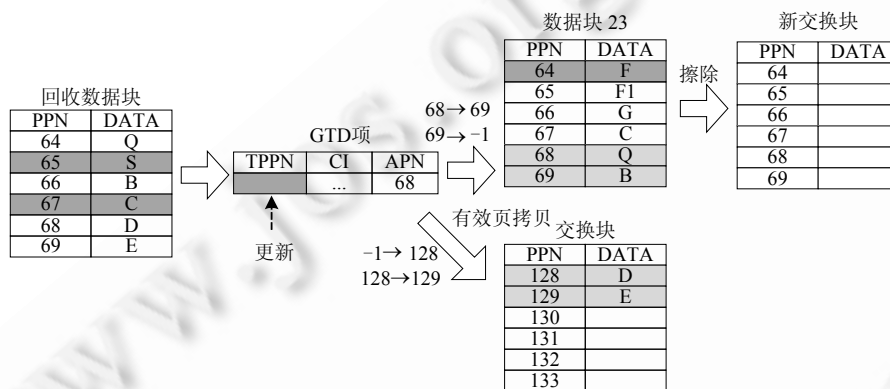 数据块 23
新交换块
PPN DATA
64 F
65 F1
66 G
67 C
68 Q
69 B
擦除
PPN DATA
64
65
66
67
68
69
回收数据块
PPN DATA
64 Q
65 S
66 B
67 C
68 D
69 E
GTD项
TPPN CI APN
... 68
更新
68→69
69→−1
有效页拷贝
−1→128
128→129
交换块
PPN DATA
128 D
129 E
130
131
132
133
www.jos.o